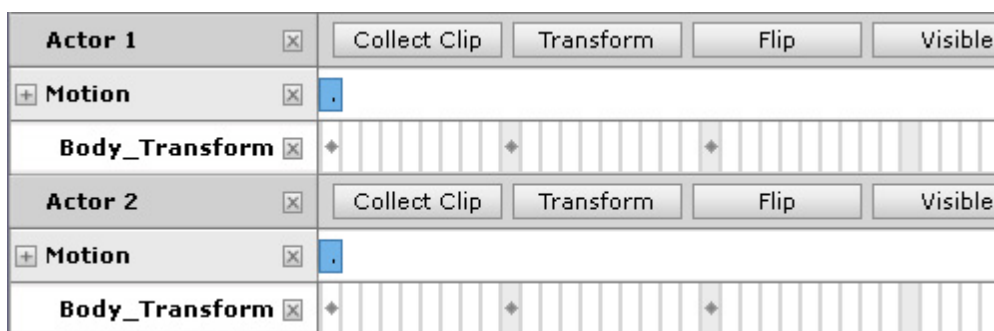 Actor 1 Collect Clip Transform Flip Visible
Motion
Body_Transform
Actor 2 Collect Clip Transform Flip Visible
Motion
Body_Transform